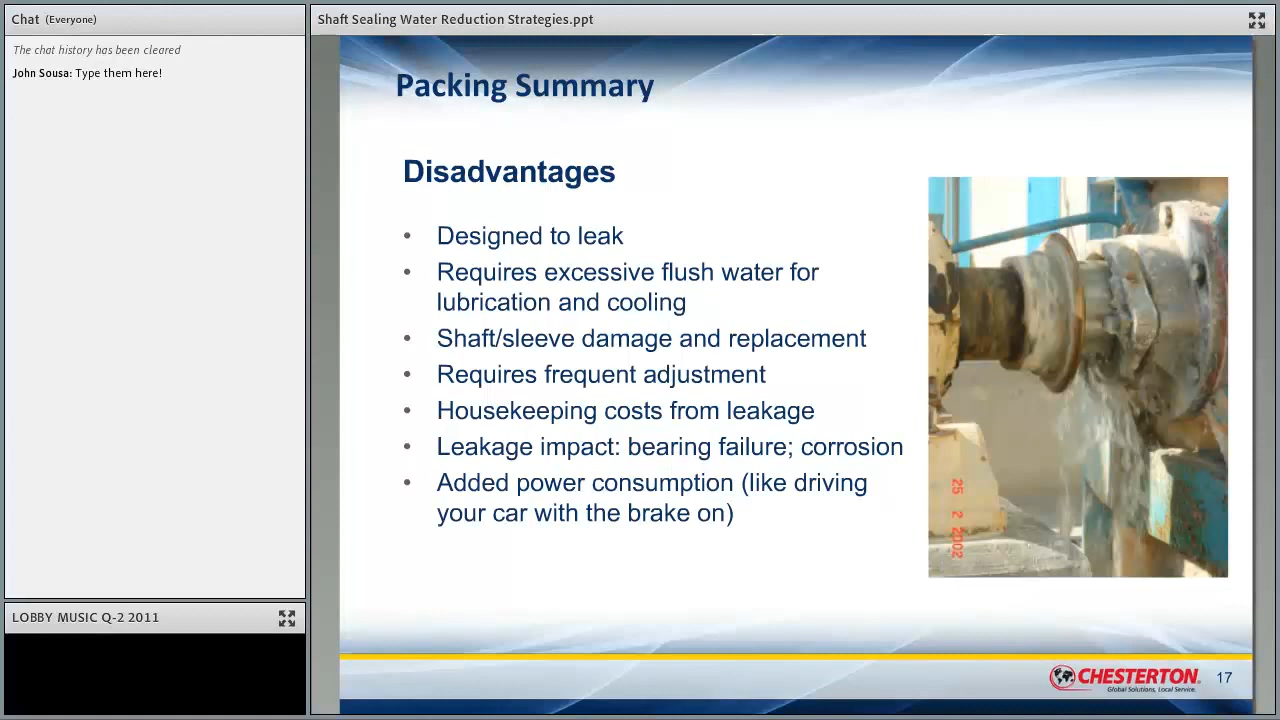 Chat (Everyone)
The chat history has been cleared
John Sousa: Type them here!
LOBBY MUSIC Q-2 2011
Shaft Sealing Water Reduction Strategies.ppt
Packing Summary
Disadvantages
• Designed to leak
• Requires excessive flush water for
lubrication and cooling
• Shaft/sleeve damage and replacement
• Requires frequent adjustment
• Housekeeping costs from leakage
• Leakage impact: bearing failure; corrosion
• Added power consumption (like driving
your car with the brake on)
25 2 2002
CHESTERTON
Global Solutions, Local Service.
17